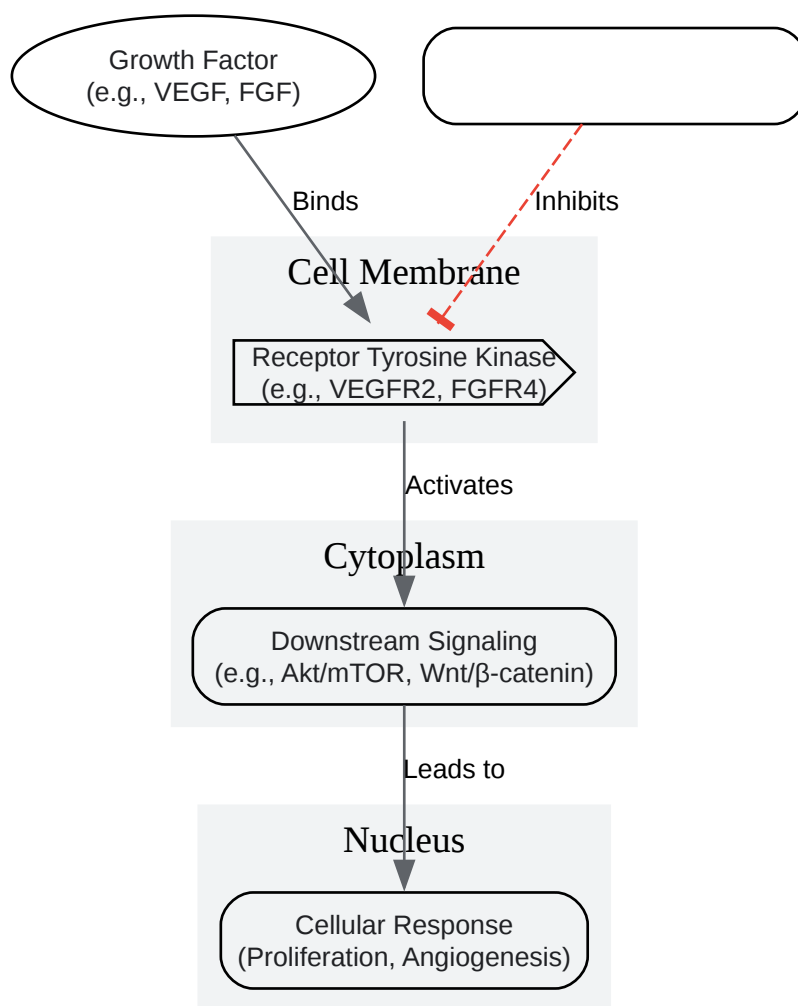 Growth Factor
(e.g., VEGF, FGF)
Binds
Inhibits
Cell Membrane
Receptor Tyrosine Kinase
(e.g., VEGFR2, FGFR4)
Activates
Cytoplasm
Downstream Signaling
(e.g., Akt/mTOR, Wnt/β-catenin)
Leads to
Nucleus
Cellular Response
(Proliferation, Angiogenesis)